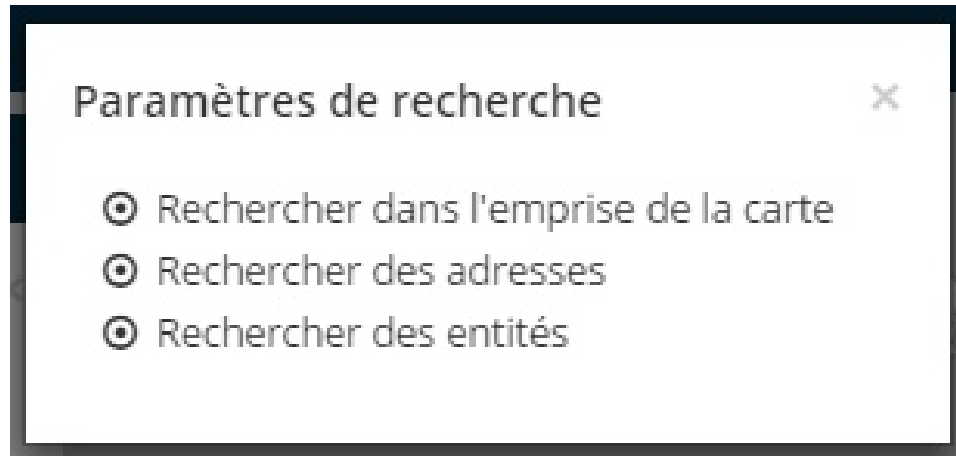 Paramètres de recherche
Rechercher dans l'emprise de la carte
Rechercher des adresses
Rechercher des entités